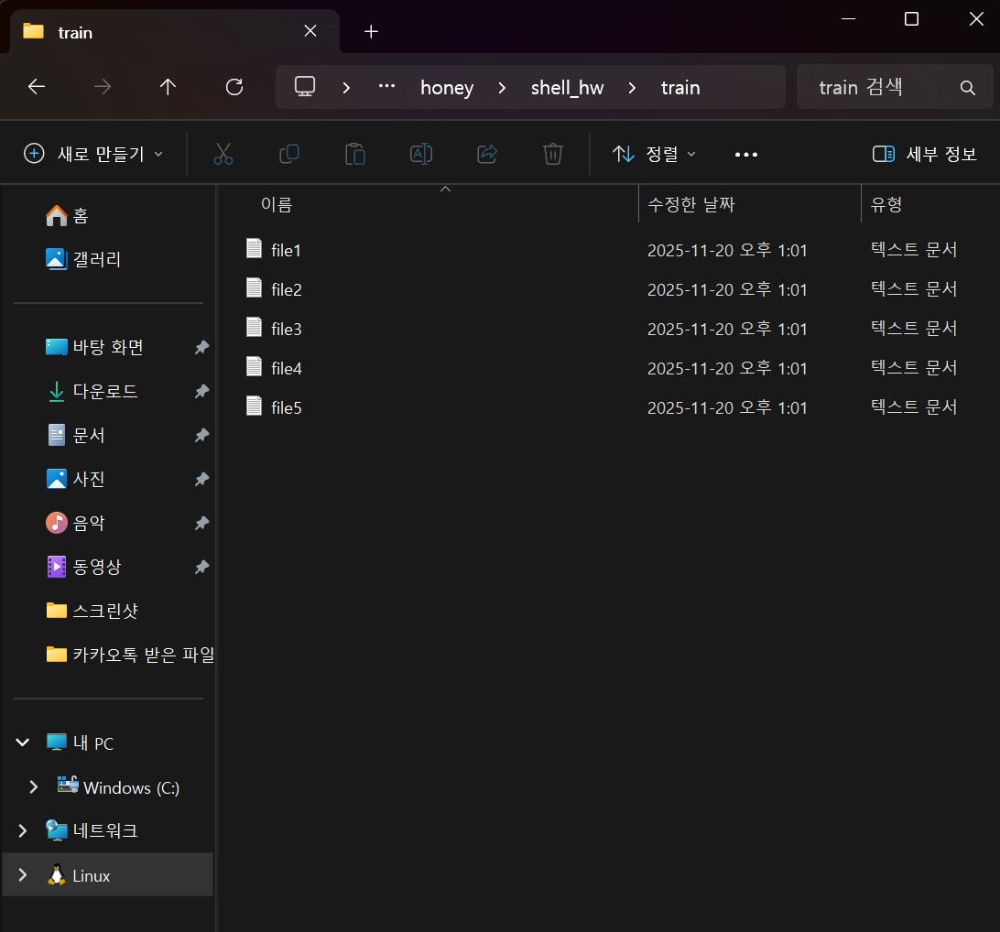 train
honey shell_hw train
train 검색
새로 만들기
정렬
세부 정보
이름 수정한 날짜 유형
file1 2025-11-20 오후 1:01 텍스트 문서
file2 2025-11-20 오후 1:01 텍스트 문서
file3 2025-11-20 오후 1:01 텍스트 문서
file4 2025-11-20 오후 1:01 텍스트 문서
file5 2025-11-20 오후 1:01 텍스트 문서
홈
갤러리
바탕 화면
다운로드
문서
사진
음악
동영상
스크린샷
카카오톡 받은 파일
내 PC
Windows (C:)
네트워크
Linux